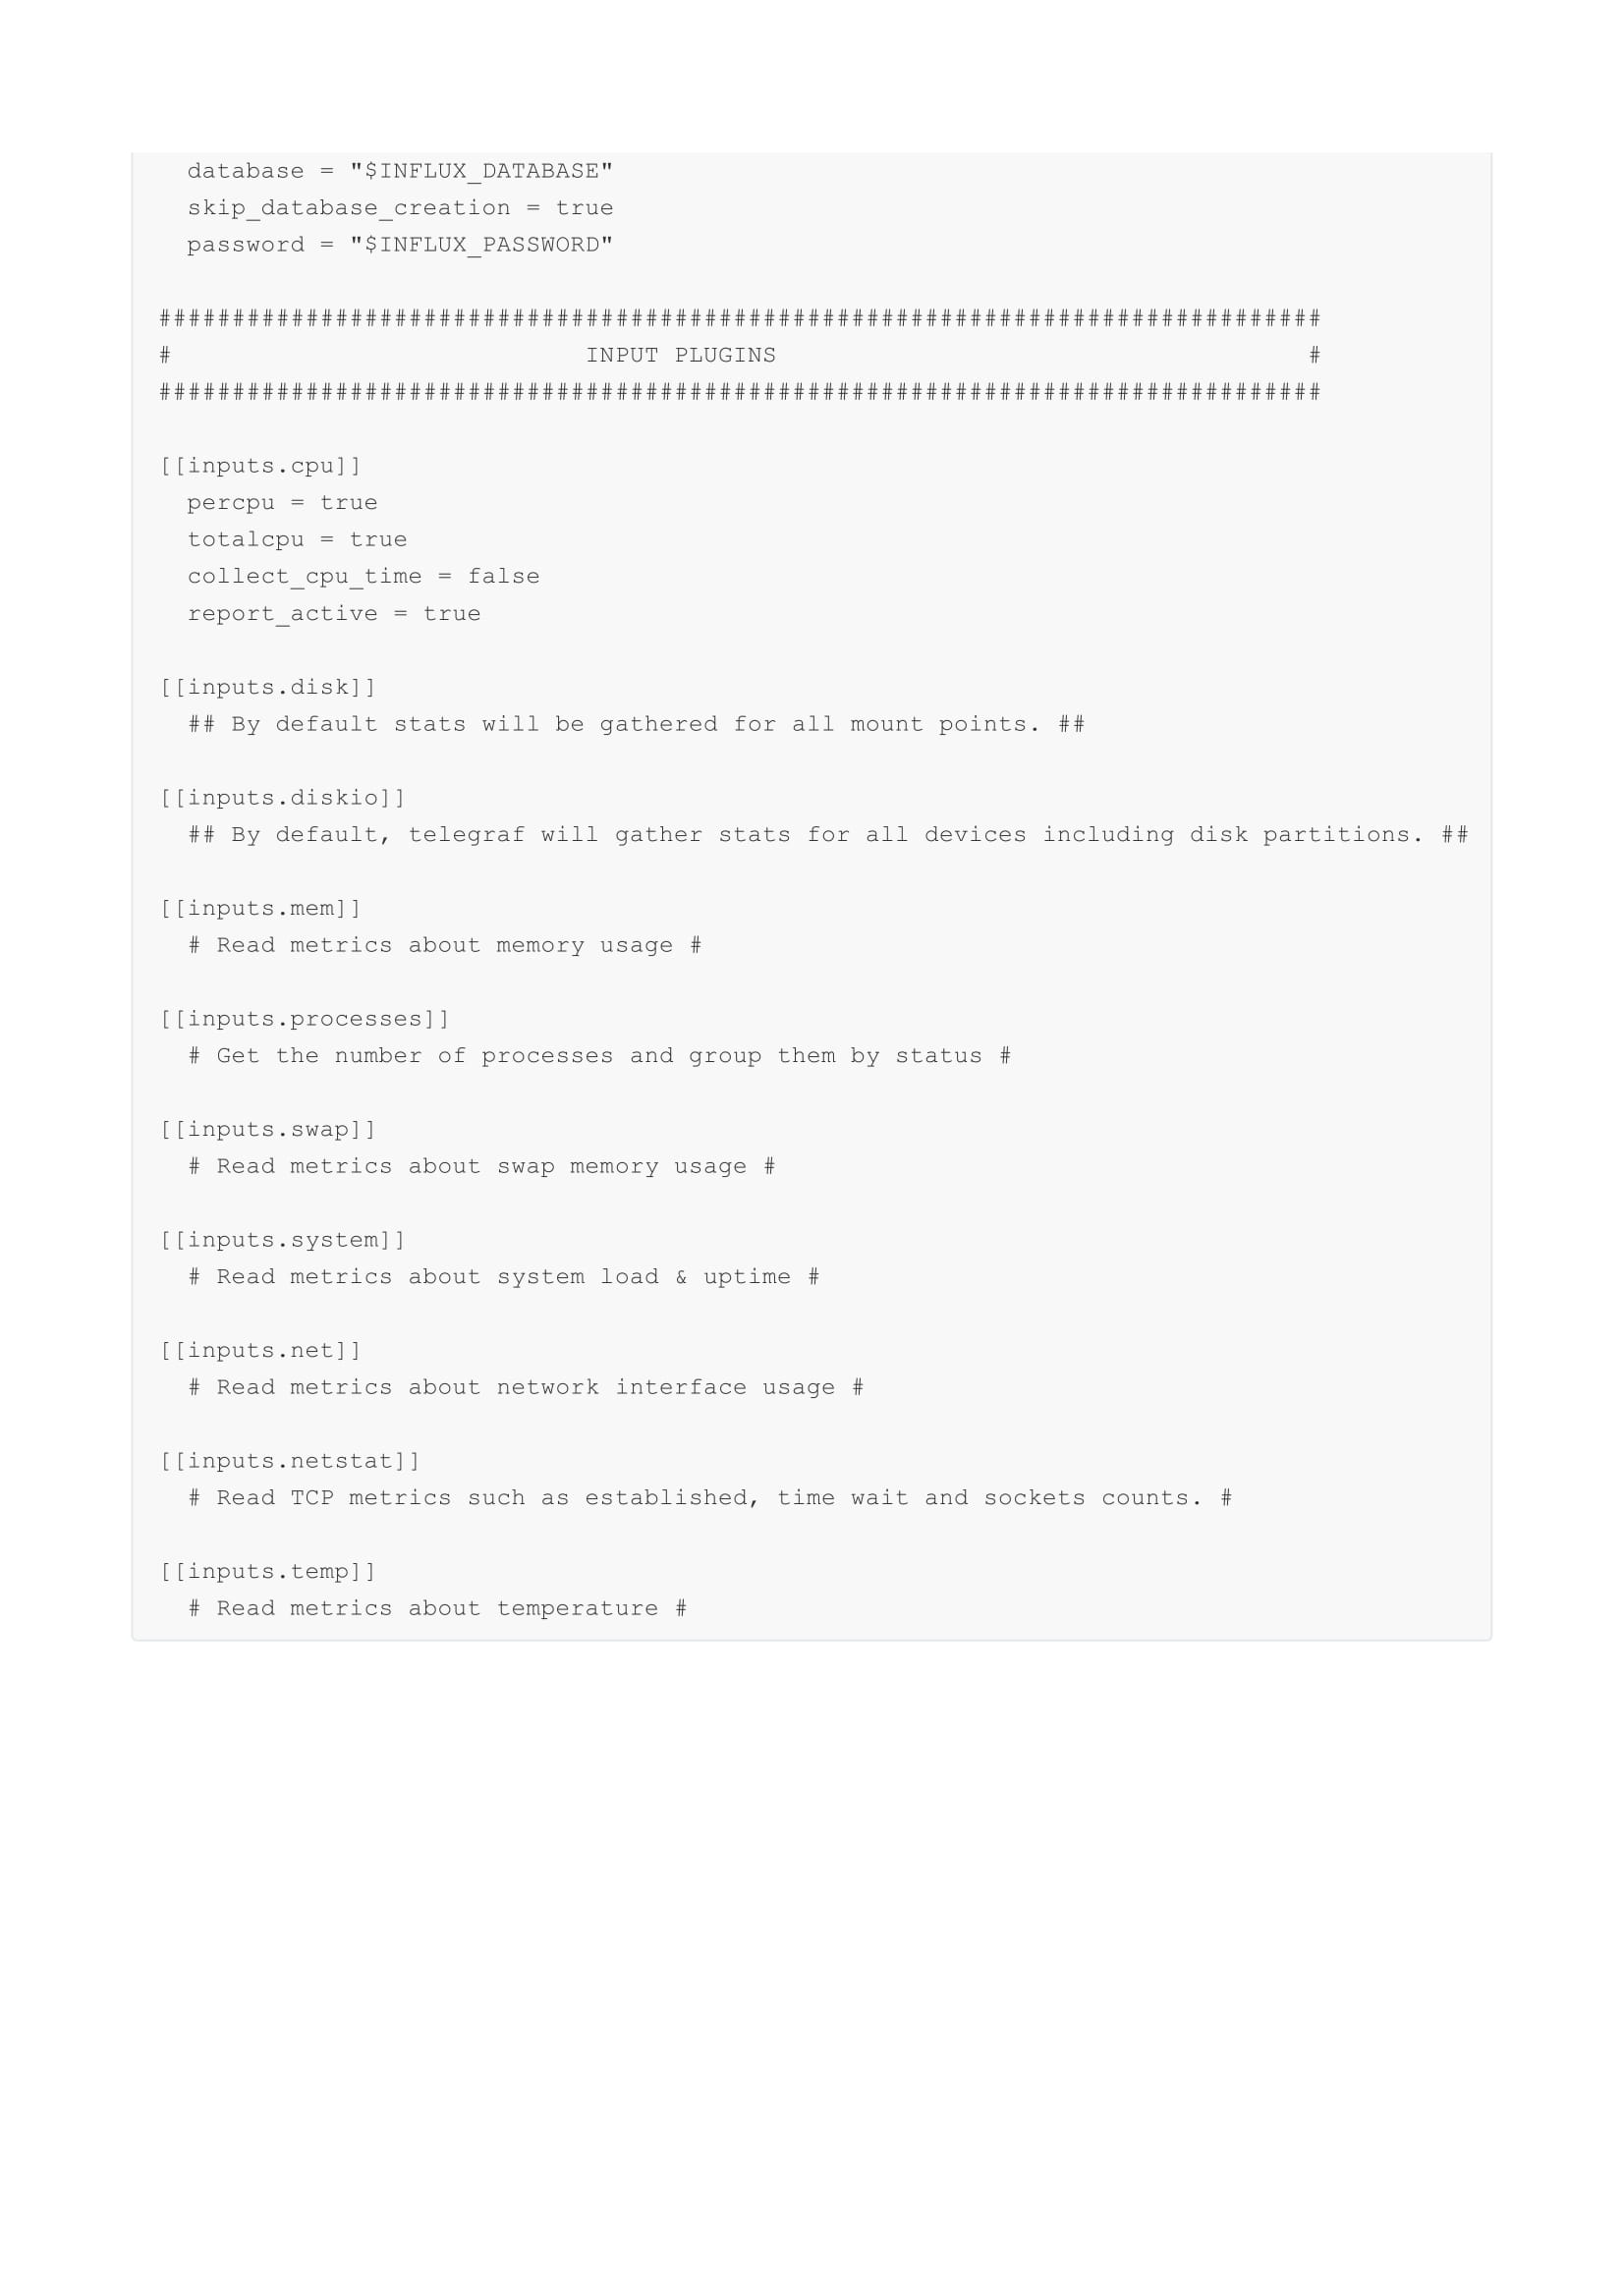 database = "$INFLUX_DATABASE"
  skip_database_creation = true
  password = "$INFLUX_PASSWORD"

###############################################################################
#                            INPUT PLUGINS                                    #
###############################################################################

[[inputs.cpu]]
  percpu = true
  totalcpu = true
  collect_cpu_time = false
  report_active = true

[[inputs.disk]]
  ## By default stats will be gathered for all mount points. ##

[[inputs.diskio]]
  ## By default, telegraf will gather stats for all devices including disk partitions. ##

[[inputs.mem]]
  # Read metrics about memory usage #

[[inputs.processes]]
  # Get the number of processes and group them by status #

[[inputs.swap]]
  # Read metrics about swap memory usage #

[[inputs.system]]
  # Read metrics about system load & uptime #

[[inputs.net]]
  # Read metrics about network interface usage #

[[inputs.netstat]]
  # Read TCP metrics such as established, time wait and sockets counts. #

[[inputs.temp]]
  # Read metrics about temperature #